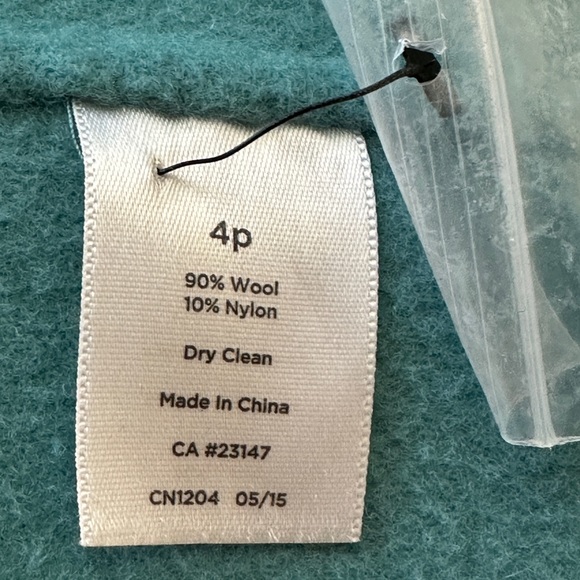 4p
90% Wool
10% Nylon
Dry Clean
Made In China
CA #23147
CN1204 05/15